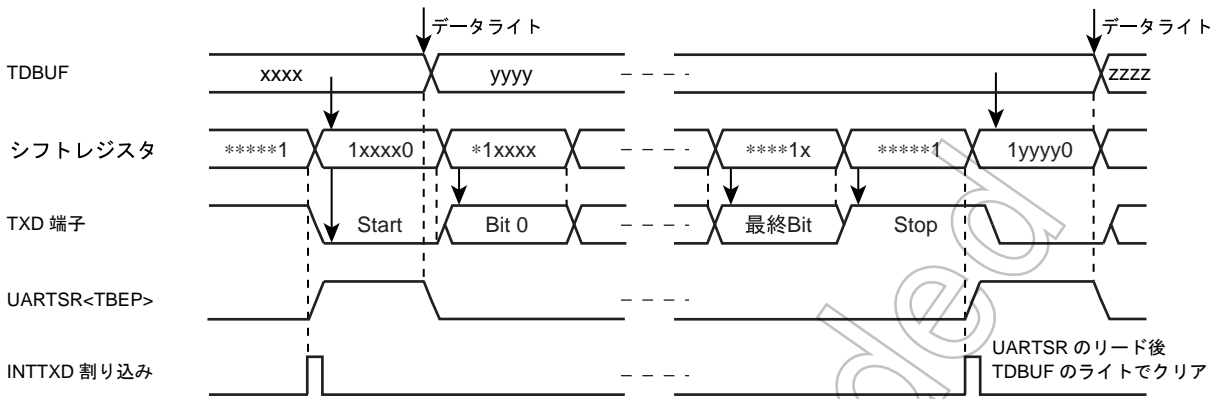 データライト データライト
TDBUF xxxx yyyy zzzz
シフトレジスタ *****1 1xxxx0 *1xxxx ****1x *****1 1yyyy0
TXD 端子 Start Bit 0 最終Bit Stop
UARTSR<TBEP>
INTTXD 割り込み
UARTSR のリード後
TDBUF のライトでクリア
ded